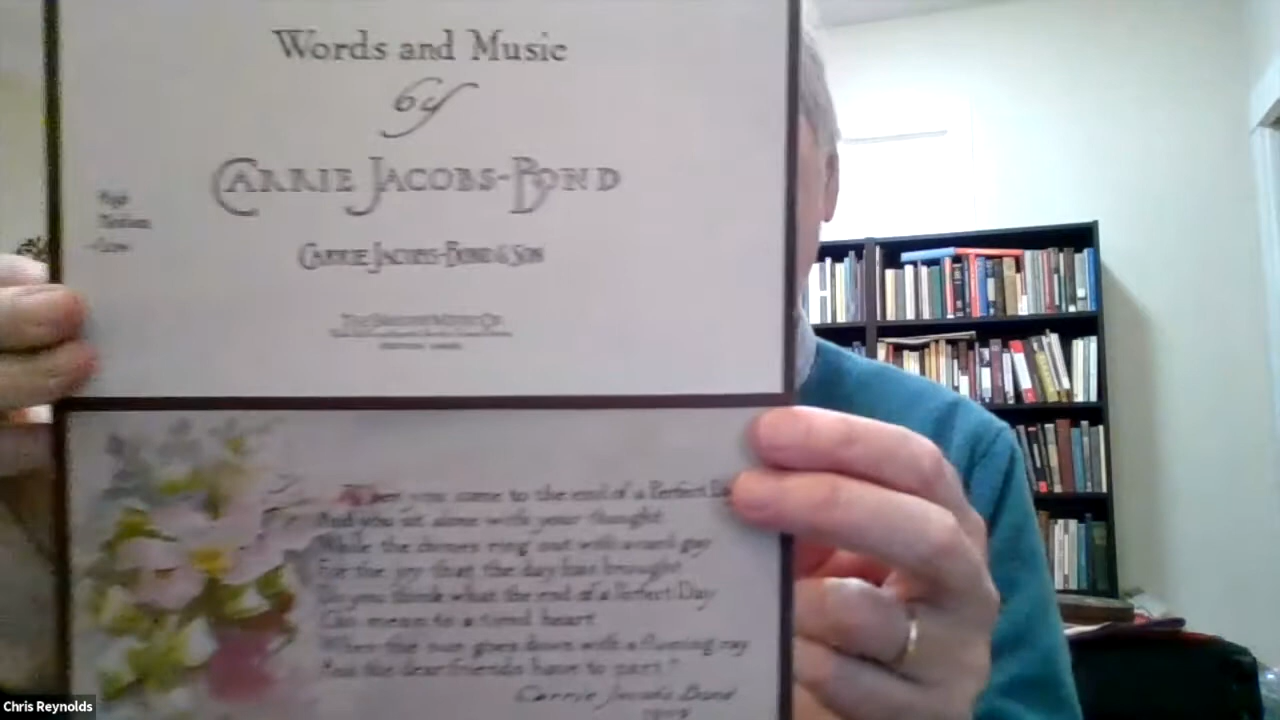 Words and Music
by
CARRIE JACOBS-BOND
High
Medium
Low
CARRIE JACOBS-BOND & SON
When you come to the end of a Perfect Da
And you sit alone with your thought
While the chimes ring out with a carol gay
For the joy that the day has brought
Do you think what the end of a Perfect Day
Can mean to a tired heart
When the sun goes down with a flaming ray
And the dear friends have to part?
Carrie Jacobs Bond
Chris Reynolds